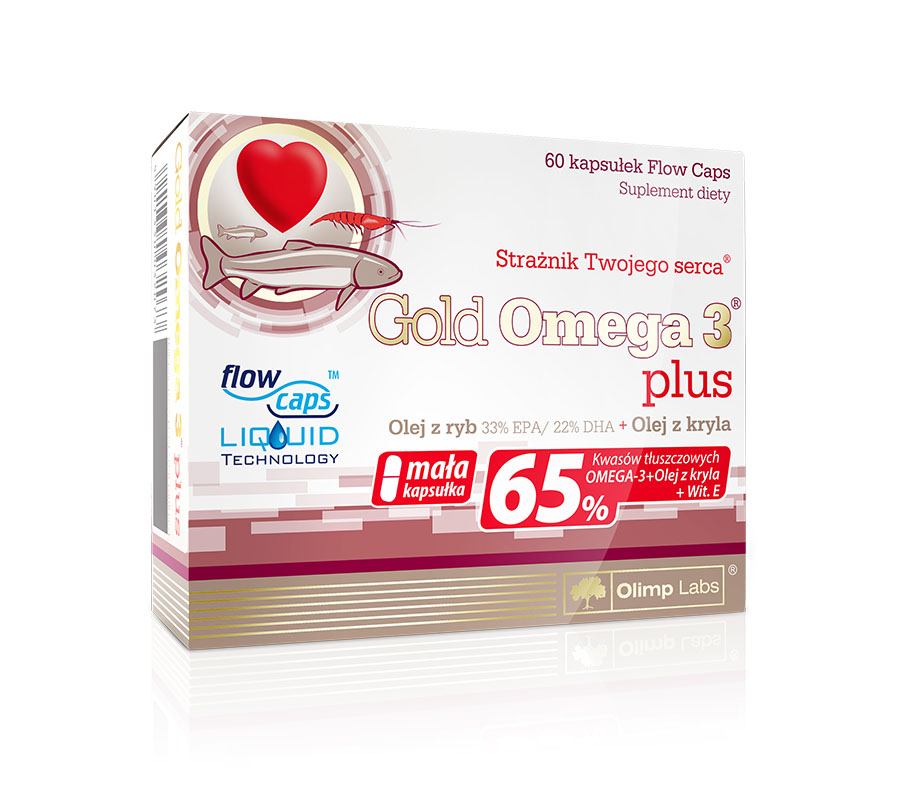 60 kapsułek Flow Caps
Suplement diety
Strażnik Twojego serca®
Gold Omega 3®
plus
Olej z ryb 33% EPA/ 22% DHA + Olej z kryla
flow
caps™
LIQUID
TECHNOLOGY
mała
kapsułka
65%
Kwasów tłuszczowych
OMEGA-3+Olej z kryla
+ Wit. E
Olimp Labs®
Gold Omega 3® plus